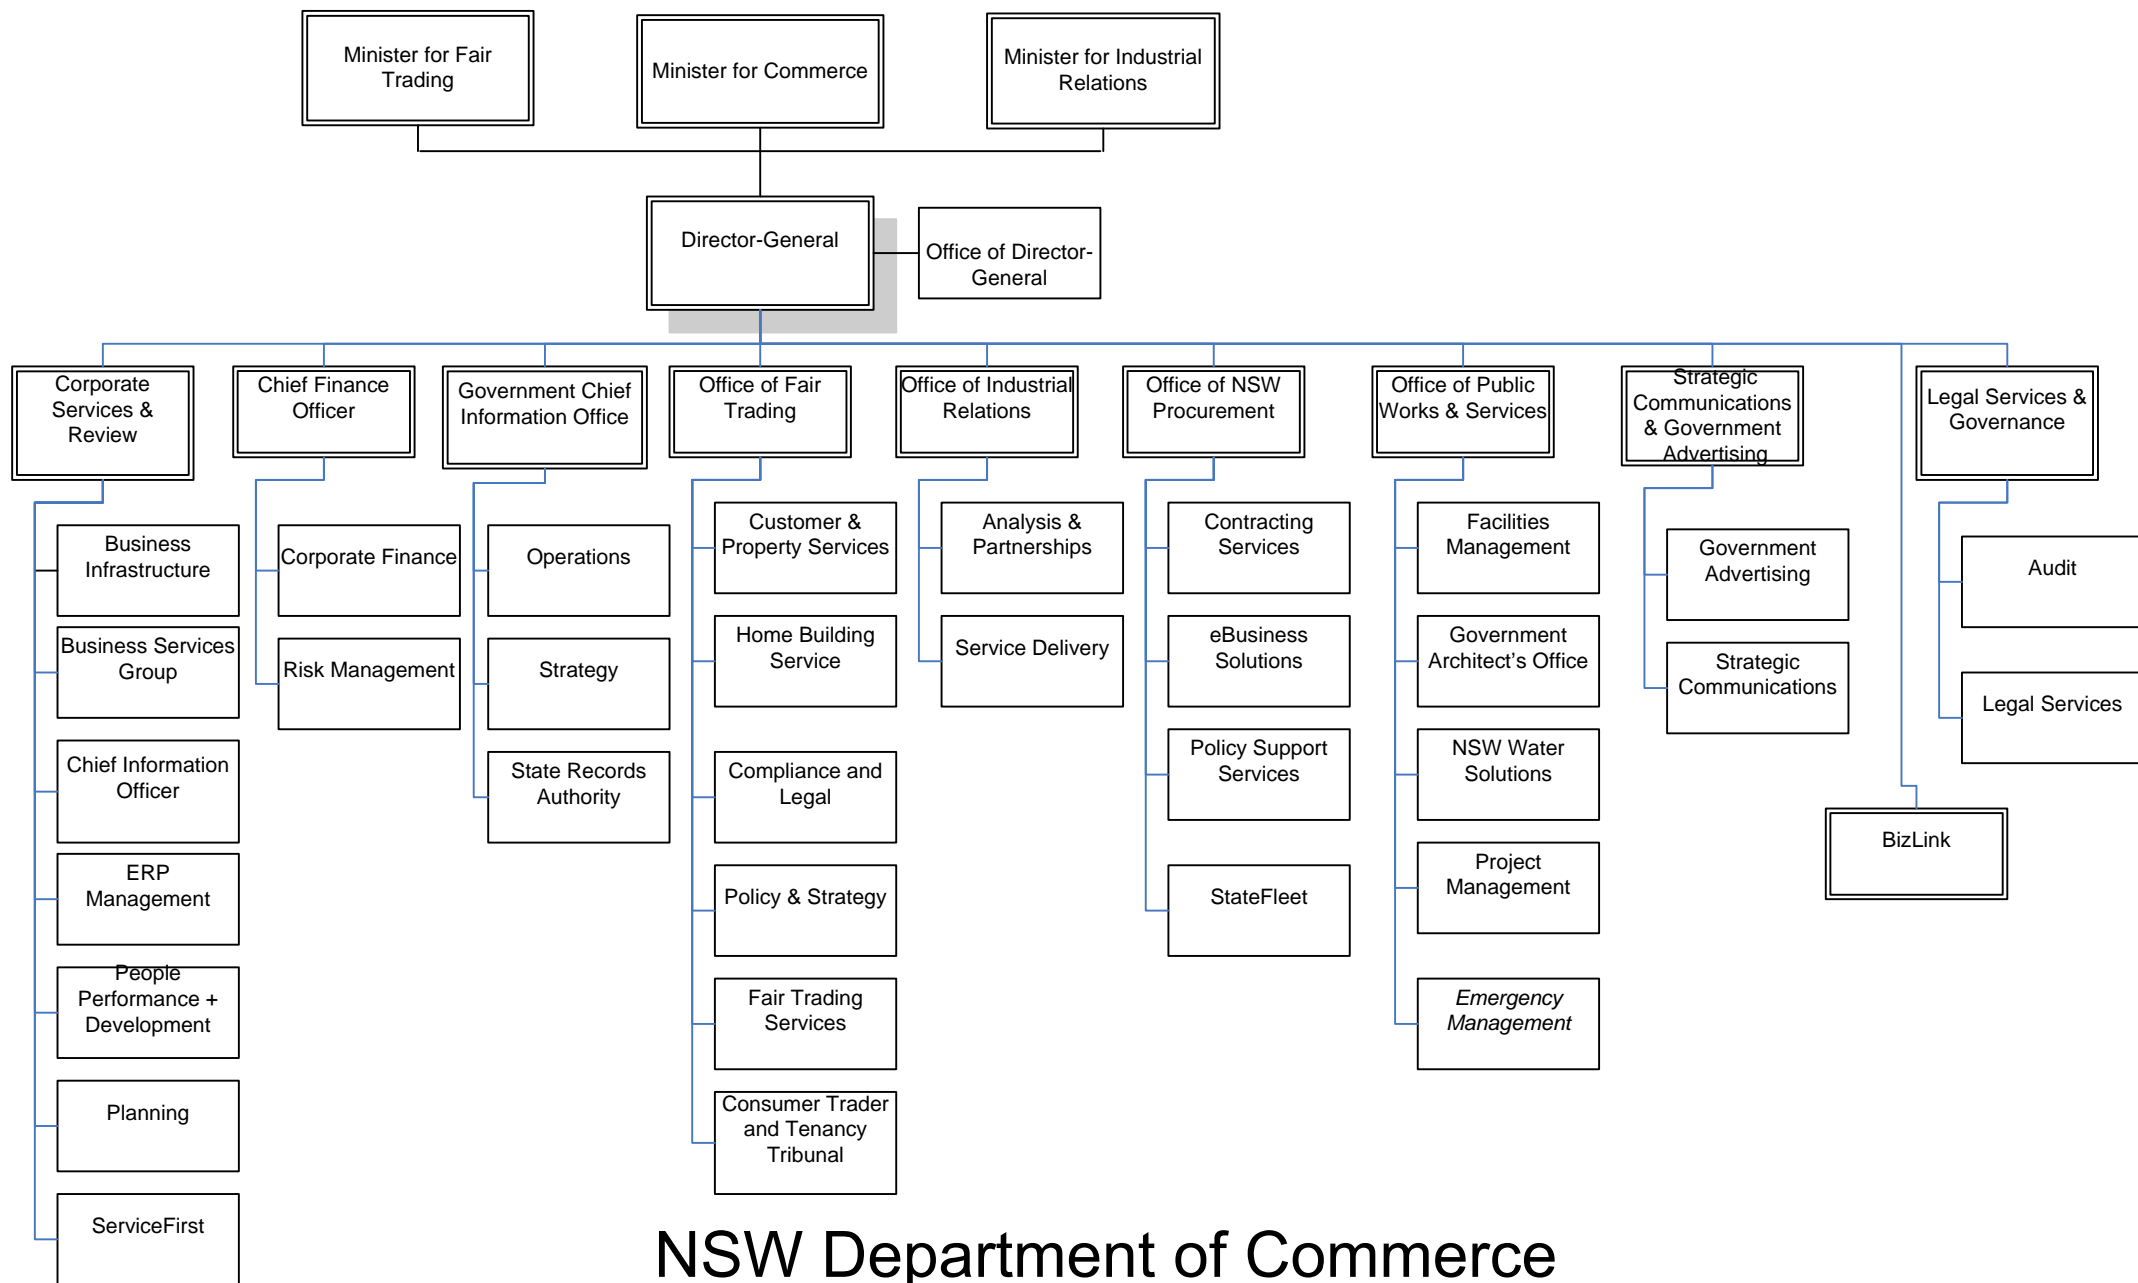 Minister for Fair
Trading
Minister for Commerce
Minister for Industrial
Relations
Director-General
Office of Director-
General
Corporate
Services &
Review
Chief Finance
Officer
Government Chief
Information Office
Office of Fair
Trading
Office of Industrial
Relations
Office of NSW
Procurement
Office of Public
Works & Services
Strategic
Communications
& Government
Advertising
Legal Services &
Governance
Business
Infrastructure
Business Services
Group
Chief Information
Officer
ERP
Management
People
Performance +
Development
Planning
ServiceFirst
Corporate Finance
Risk Management
Operations
Strategy
State Records
Authority
Customer &
Property Services
Home Building
Service
Compliance and
Legal
Policy & Strategy
Fair Trading
Services
Consumer Trader
and Tenancy
Tribunal
Analysis &
Partnerships
Service Delivery
Contracting
Services
eBusiness
Solutions
Policy Support
Services
StateFleet
Facilities
Management
Government
Architect’s Office
NSW Water
Solutions
Project
Management
Emergency
Management
Government
Advertising
Strategic
Communications
Audit
Legal Services
BizLink
NSW Department of Commerce